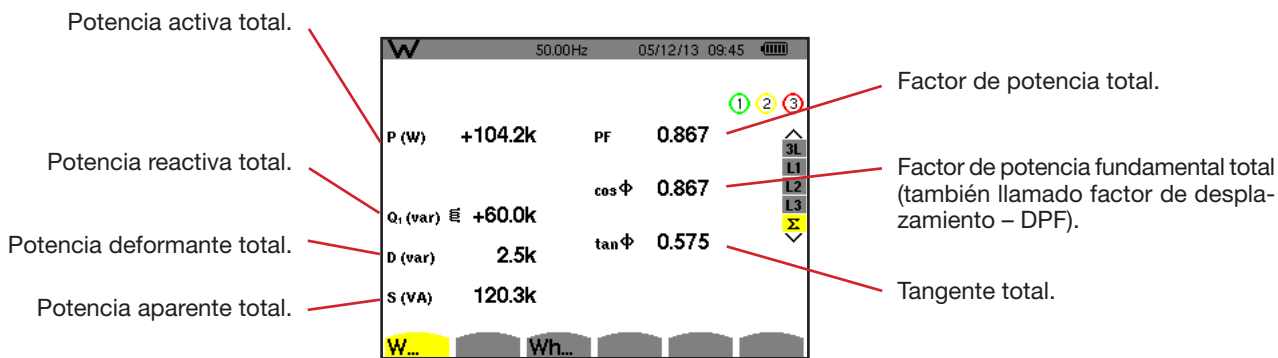 Potencia activa total.
Potencia reactiva total.
Potencia deformante total.
Potencia aparente total.
W 50.00Hz 05/12/13 09:45
1 2 3
P (W) +104.2k PF 0.867
cos Φ 0.867
Q₁ (var) +60.0k
tan Φ 0.575
D (var) 2.5k
S (VA) 120.3k
3L
L1
L2
L3
Σ
W... Wh...
Factor de potencia total.
Factor de potencia fundamental total
(también llamado factor de despla-
zamiento – DPF).
Tangente total.